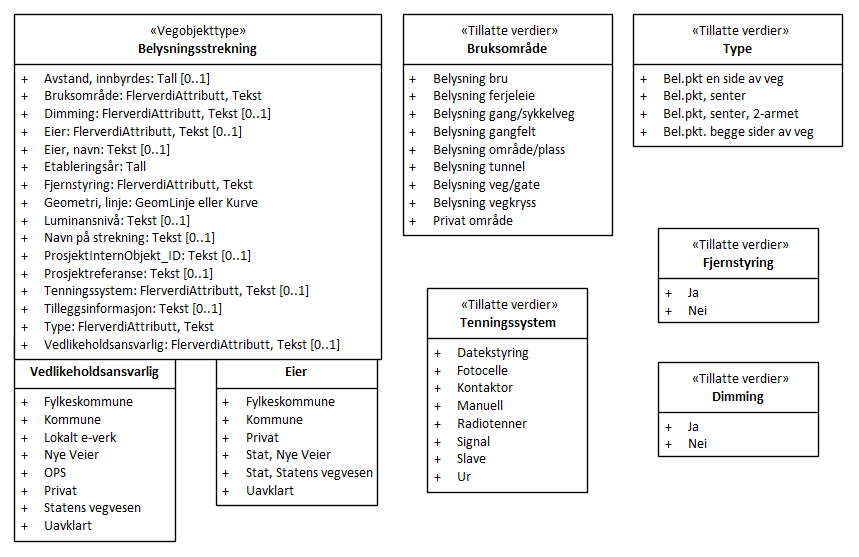 «Vegobjekttype»
Belysningsstrekning
+ Avstand, innbyrdes: Tall [0..1]
+ Bruksområde: FlerverdiAttributt, Tekst
+ Dimming: FlerverdiAttributt, Tekst [0..1]
+ Eier: FlerverdiAttributt, Tekst [0..1]
+ Eier, navn: Tekst [0..1]
+ Etableringsår: Tall
+ Fjernstyring: FlerverdiAttributt, Tekst
+ Geometri, linje: GeomLinje eller Kurve
+ Luminansnivå: Tekst [0..1]
+ Navn på strekning: Tekst [0..1]
+ ProsjektInternObjekt_ID: Tekst [0..1]
+ Prosjektreferanse: Tekst [0..1]
+ Tenningssystem: FlerverdiAttributt, Tekst [0..1]
+ Tilleggsinformasjon: Tekst [0..1]
+ Type: FlerverdiAttributt, Tekst
+ Vedlikeholdsansvarlig: FlerverdiAttributt, Tekst [0..1]
«Tillatte verdier»
Bruksområde
+ Belysning bru
+ Belysning ferjeleie
+ Belysning gang/sykkelveg
+ Belysning gangfelt
+ Belysning område/plass
+ Belysning tunnel
+ Belysning veg/gate
+ Belysning vegkryss
+ Privat område
«Tillatte verdier»
Type
+ Bel.pkt en side av veg
+ Bel.pkt, senter
+ Bel.pkt, senter, 2-armet
+ Bel.pkt. begge sider av veg
«Tillatte verdier»
Fjernstyring
+ Ja
+ Nei
«Tillatte verdier»
Tenningssystem
+ Datekstyring
+ Fotocelle
+ Kontaktor
+ Manuell
+ Radiotenner
+ Signal
+ Slave
+ Ur
«Tillatte verdier»
Dimming
+ Ja
+ Nei
Vedlikeholdsansvarlig
+ Fylkeskommune
+ Kommune
+ Lokalt e-verk
+ Nye Veier
+ OPS
+ Privat
+ Statens vegvesen
+ Uavklart
Eier
+ Fylkeskommune
+ Kommune
+ Privat
+ Stat, Nye Veier
+ Stat, Statens vegvesen
+ Uavklart